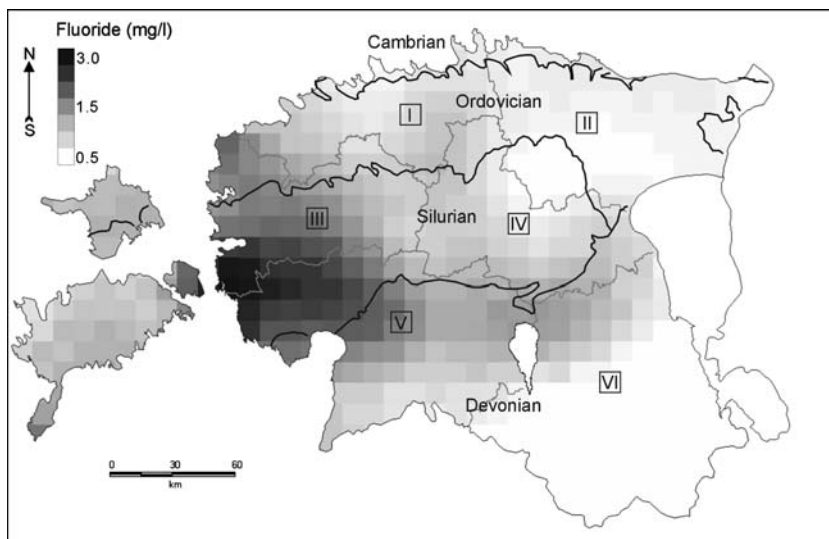 Fluoride (mg/l)
3.0
1.5
0.5
N
S
Cambrian
Ordovician
I
II
III
Silurian
IV
V
VI
Devonian
0 30 60
km